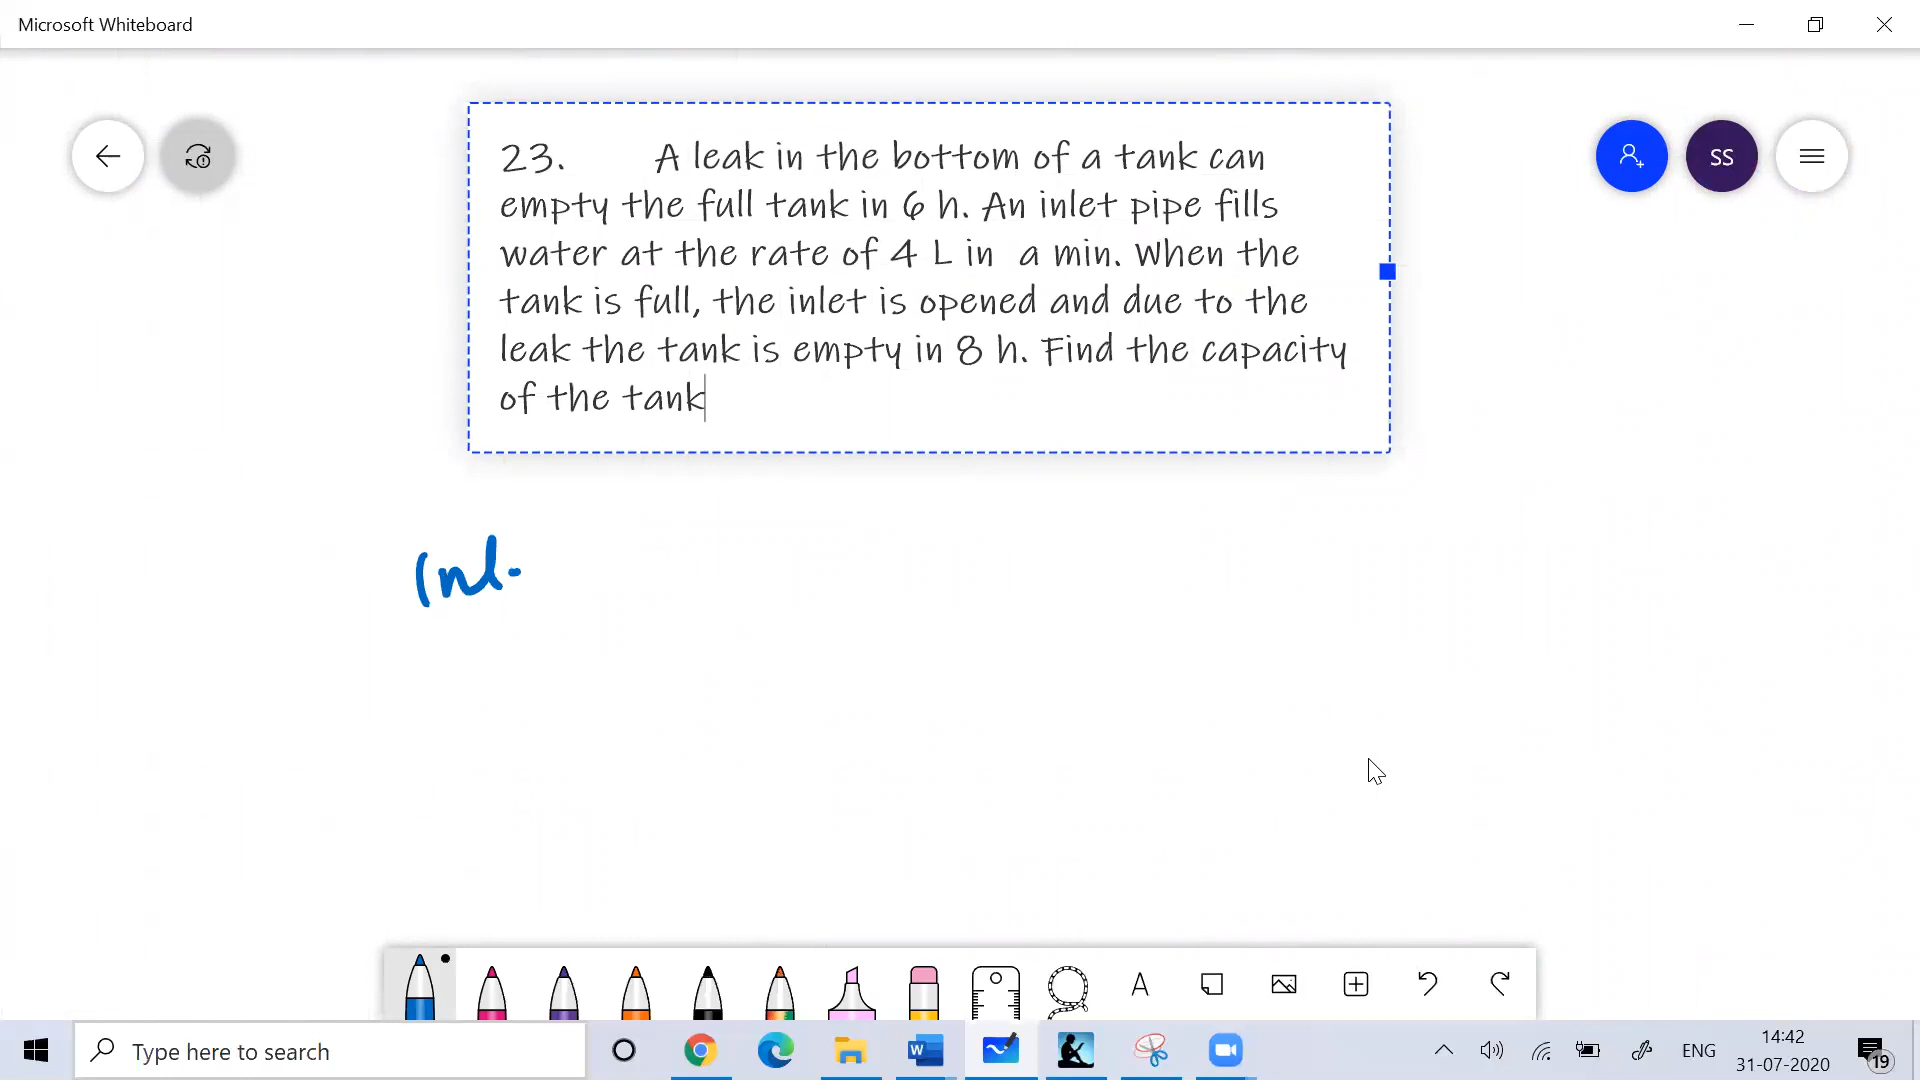 Microsoft Whiteboard
23. A leak in the bottom of a tank can
empty the full tank in 6 h. An inlet pipe fills
water at the rate of 4 L in a min. When the
tank is full, the inlet is opened and due to the
leak the tank is empty in 8 h. Find the capacity
of the tank
SS
Inl
A
Type here to search
W
ENG
14:42
31-07-2020
19